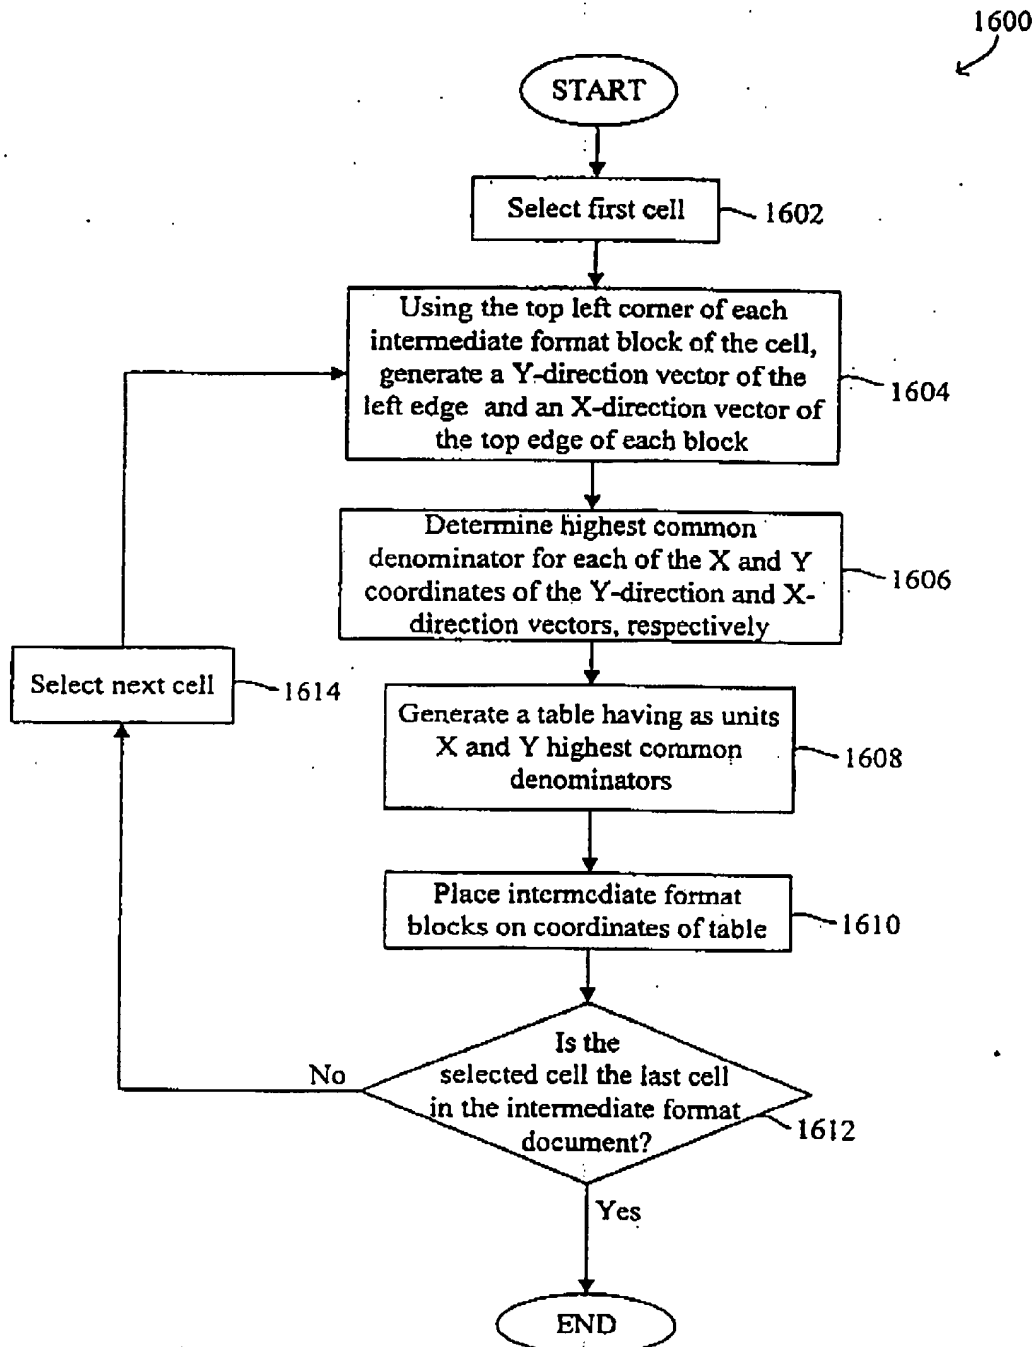 1600
START
Select first cell
1602
Using the top left corner of each
intermediate format block of the cell,
generate a Y-direction vector of the
left edge and an X-direction vector of
the top edge of each block
1604
Determine highest common
denominator for each of the X and Y
coordinates of the Y-direction and X-
direction vectors, respectively
1606
Select next cell
1614
Generate a table having as units
X and Y highest common
denominators
1608
Place intermediate format
blocks on coordinates of table
1610
Is the
selected cell the last cell
in the intermediate format
document?
1612
No
Yes
END